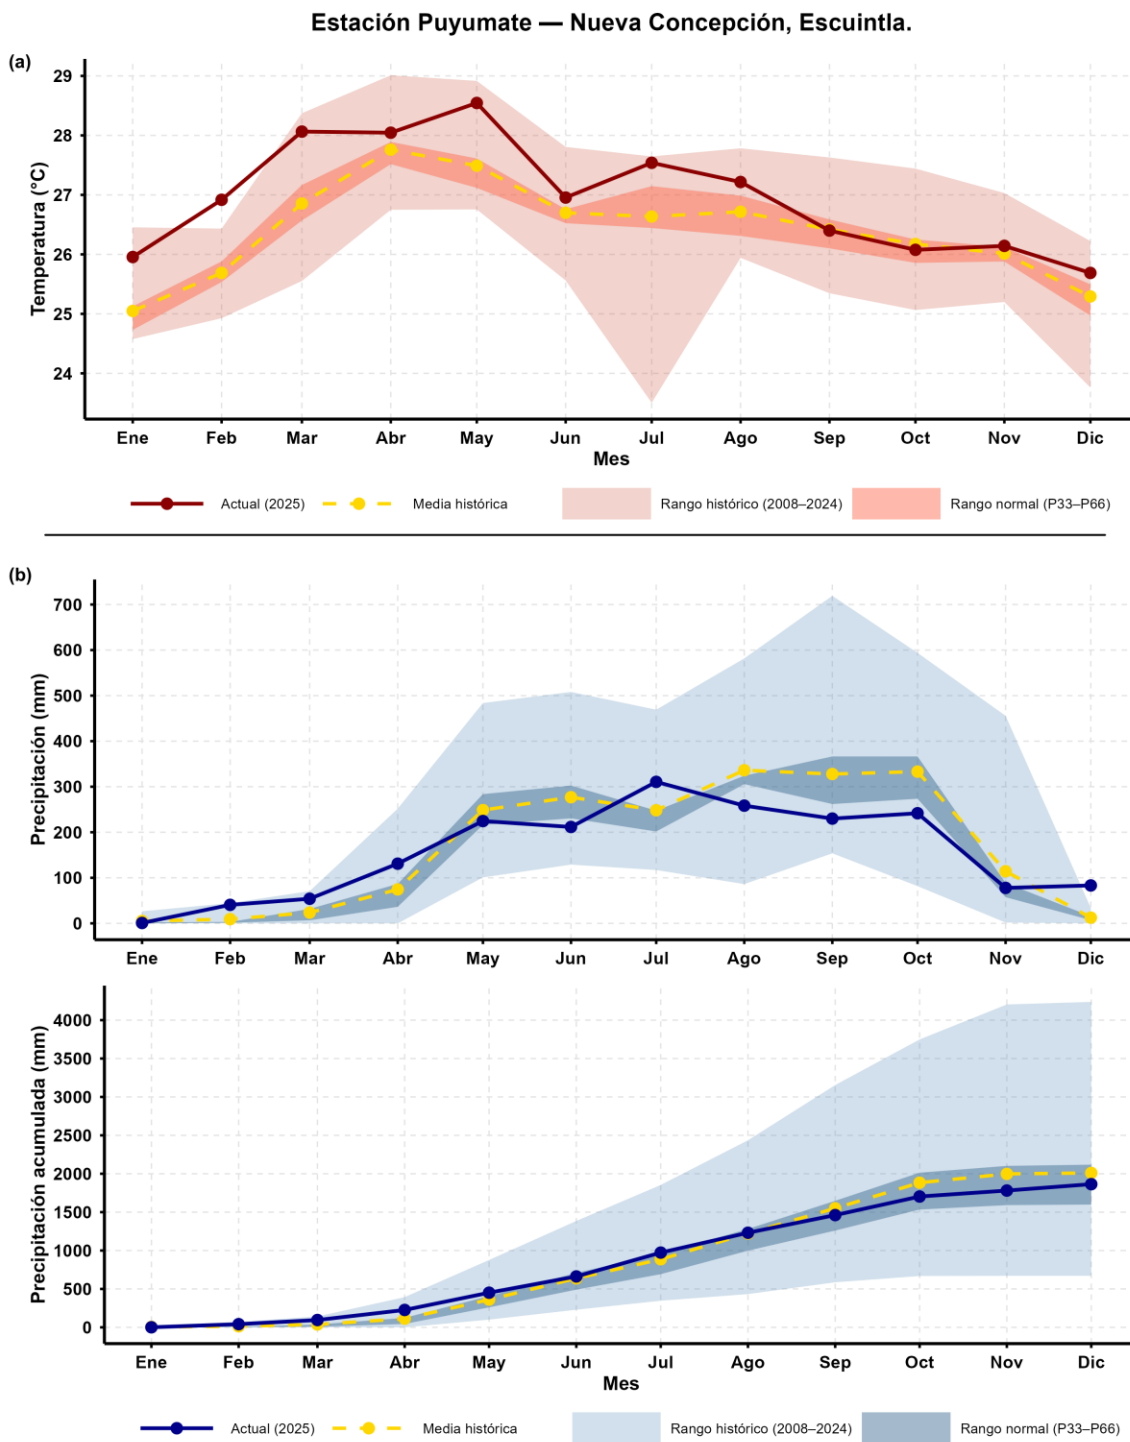 Estación Puyumate — Nueva Concepción, Escuintla.
(a)
Temperatura (°C)
29
28
27
26
25
24
Ene Feb Mar Abr May Jun Jul Ago Sep Oct Nov Dic
Mes
Actual (2025) Media histórica Rango histórico (2008–2024) Rango normal (P33–P66)
(b)
Precipitación (mm)
700
600
500
400
300
200
100
0
Ene Feb Mar Abr May Jun Jul Ago Sep Oct Nov Dic
Precipitación acumulada (mm)
4000
3500
3000
2500
2000
1500
1000
500
0
Ene Feb Mar Abr May Jun Jul Ago Sep Oct Nov Dic
Mes
Actual (2025) Media histórica Rango histórico (2008–2024) Rango normal (P33–P66)